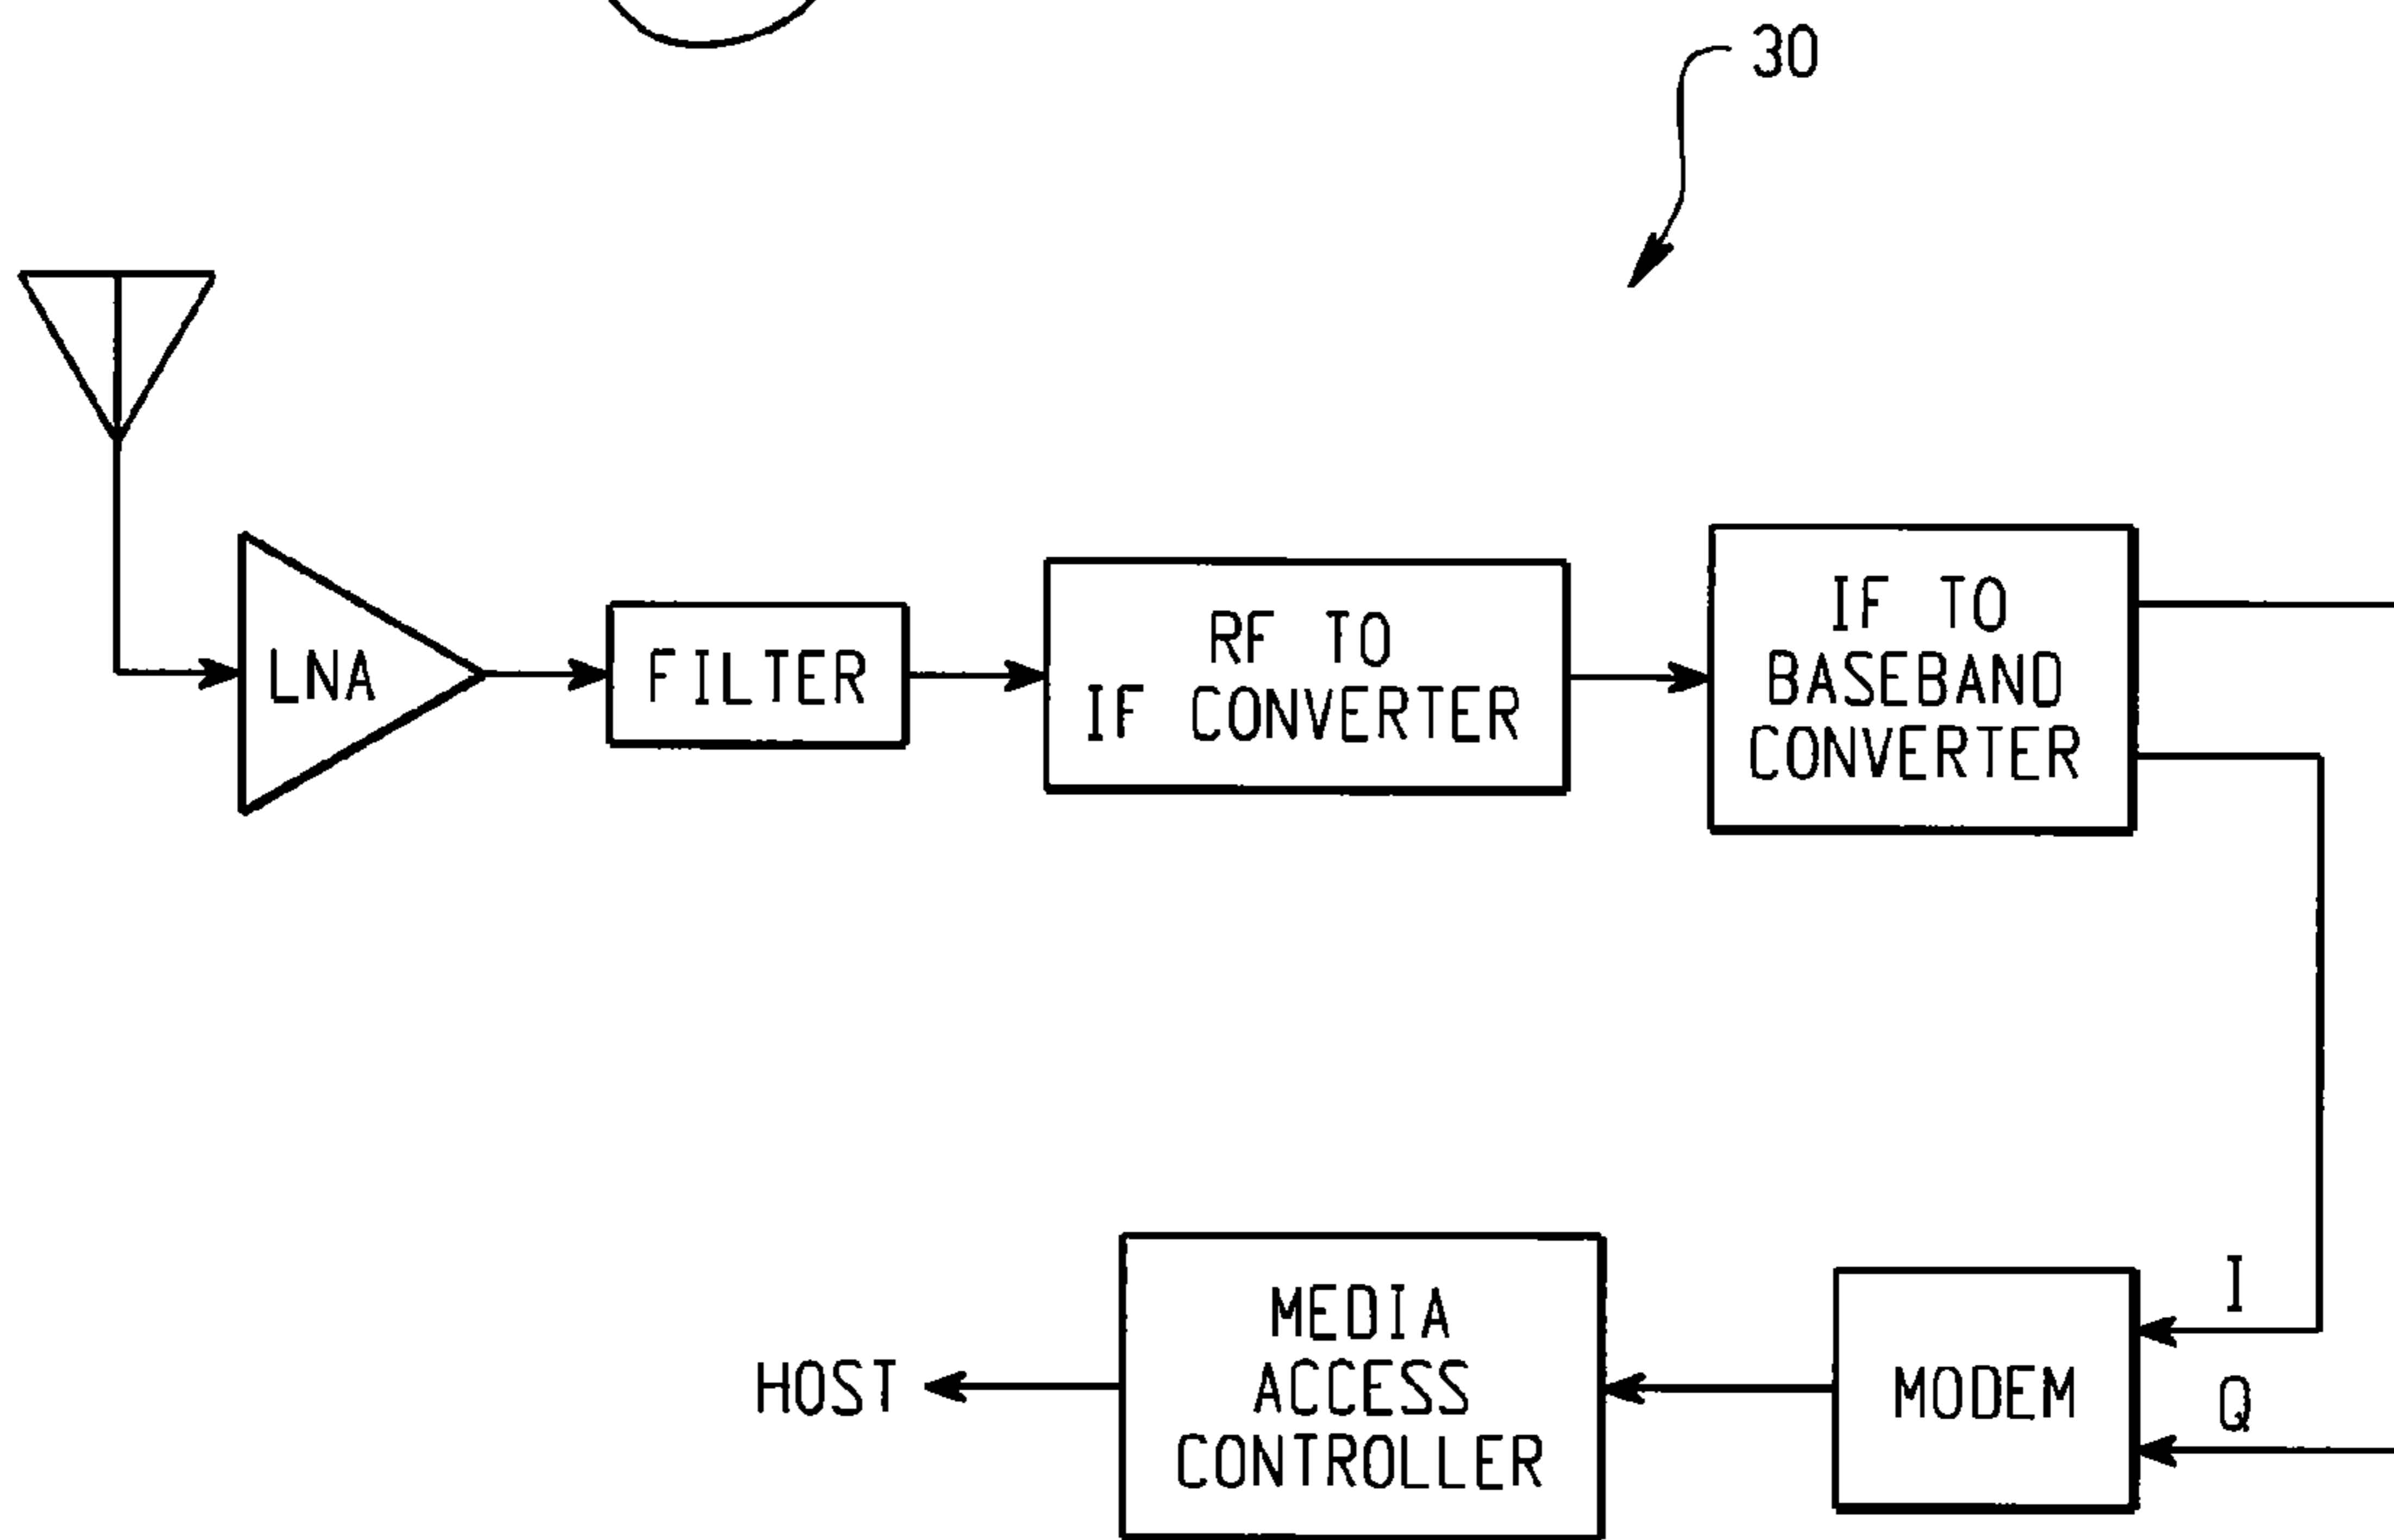 30
LNA
FILTER
RF TO
IF CONVERTER
IF TO
BASEBAND
CONVERTER
I
Q
MODEM
MEDIA
ACCESS
CONTROLLER
HOST